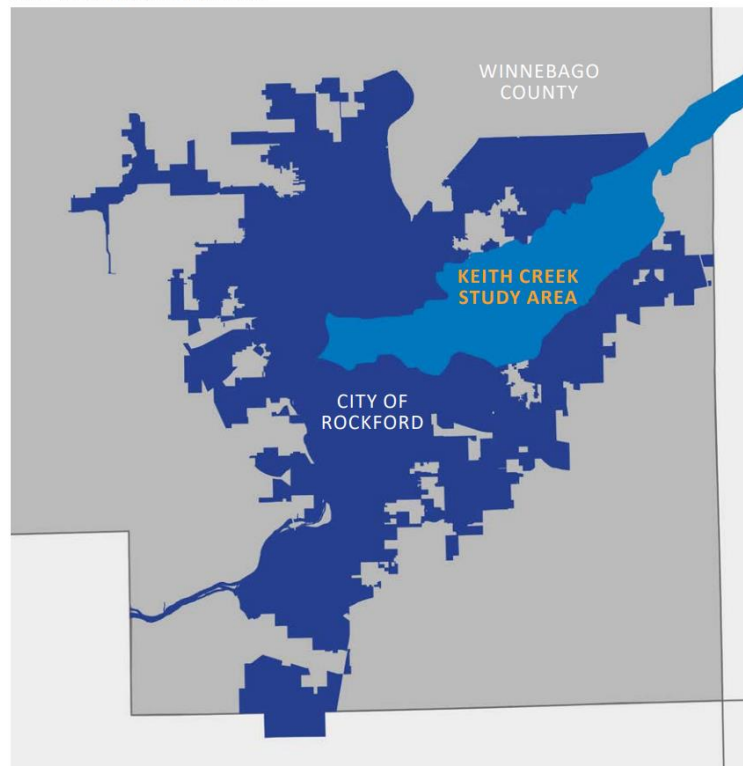 WINNEBAGO
COUNTY
KEITH CREEK
STUDY AREA
CITY OF
ROCKFORD